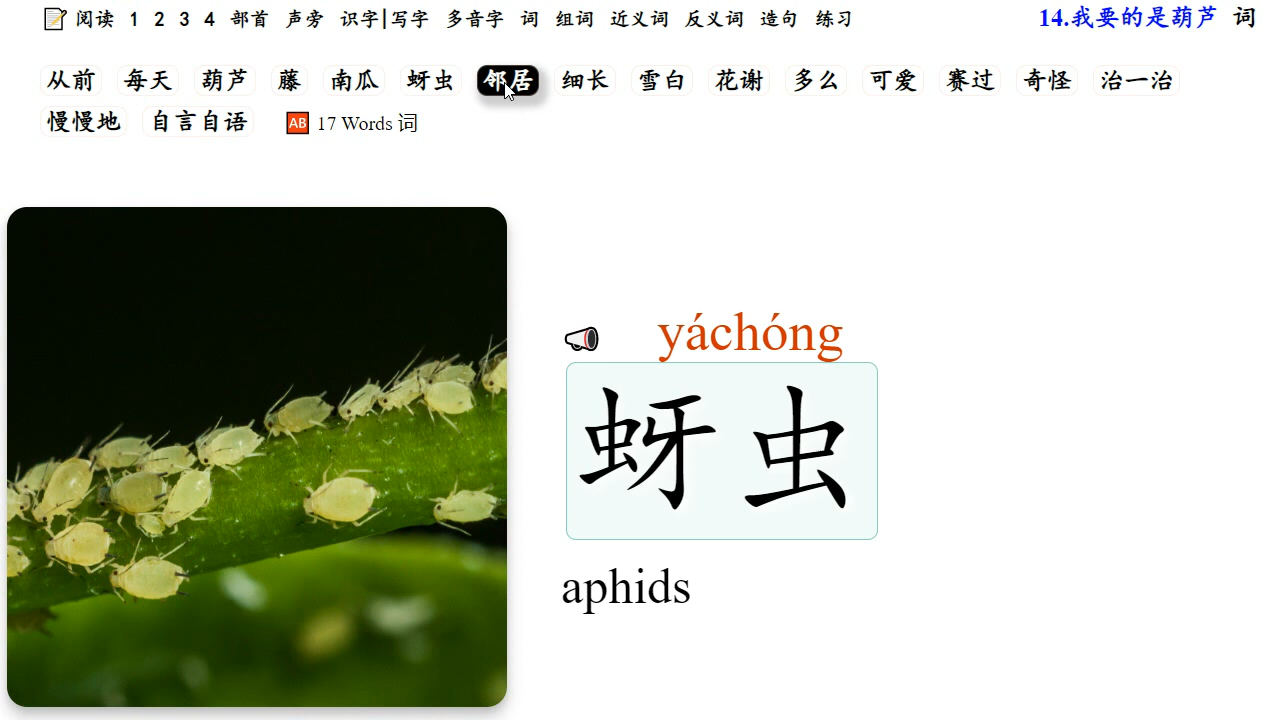 📝 阅读 1 2 3 4 部首 声旁 识字|写字 多音字 词 组词 近义词 反义词 造句 练习 14.我要的是葫芦 词
从前 每天 葫芦 藤 南瓜 蚜虫 邻居 细长 雪白 花谢 多么 可爱 赛过 奇怪 治一治
慢慢地 自言自语 🆎 17 Words 词
yáchóng
蚜虫
aphids